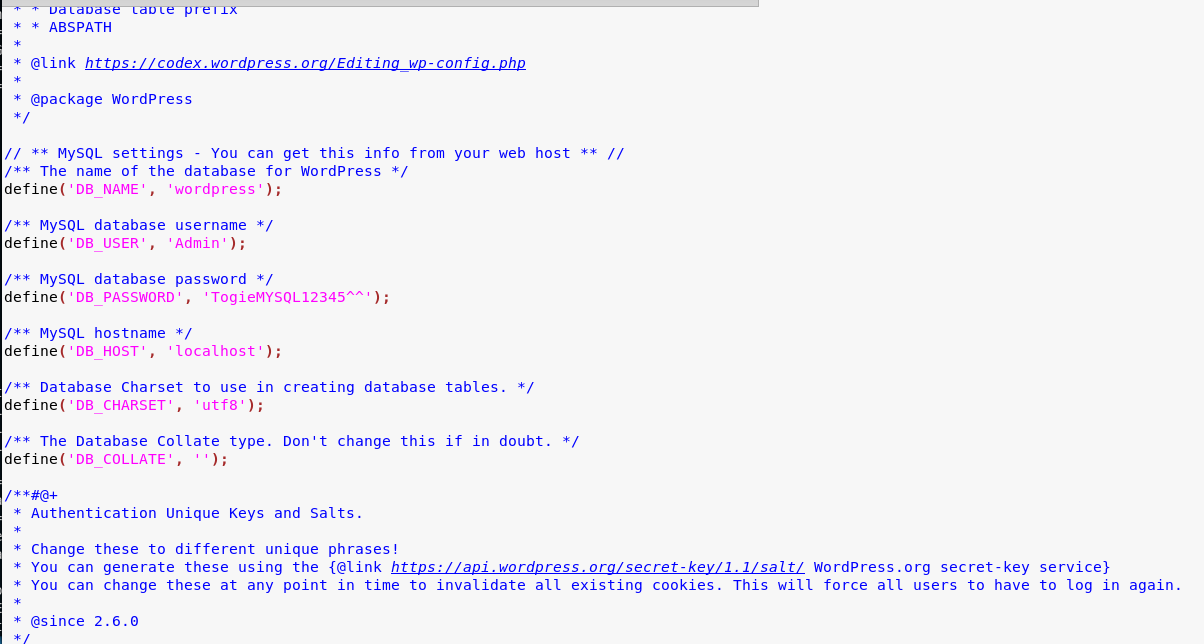 * * Database table prefix
* * ABSPATH
*
* @link https://codex.wordpress.org/Editing_wp-config.php
*
* @package WordPress
*/
// ** MySQL settings - You can get this info from your web host ** //
/** The name of the database for WordPress */
define('DB_NAME', 'wordpress');
/** MySQL database username */
define('DB_USER', 'Admin');
/** MySQL database password */
define('DB_PASSWORD', 'TogieMYSQL12345^^');
/** MySQL hostname */
define('DB_HOST', 'localhost');
/** Database Charset to use in creating database tables. */
define('DB_CHARSET', 'utf8');
/** The Database Collate type. Don't change this if in doubt. */
define('DB_COLLATE', '');
/**#@+
* Authentication Unique Keys and Salts.
*
* Change these to different unique phrases!
* You can generate these using the {@link https://api.wordpress.org/secret-key/1.1/salt/ WordPress.org secret-key service}
* You can change these at any point in time to invalidate all existing cookies. This will force all users to have to log in again.
*
* @since 2.6.0
*/